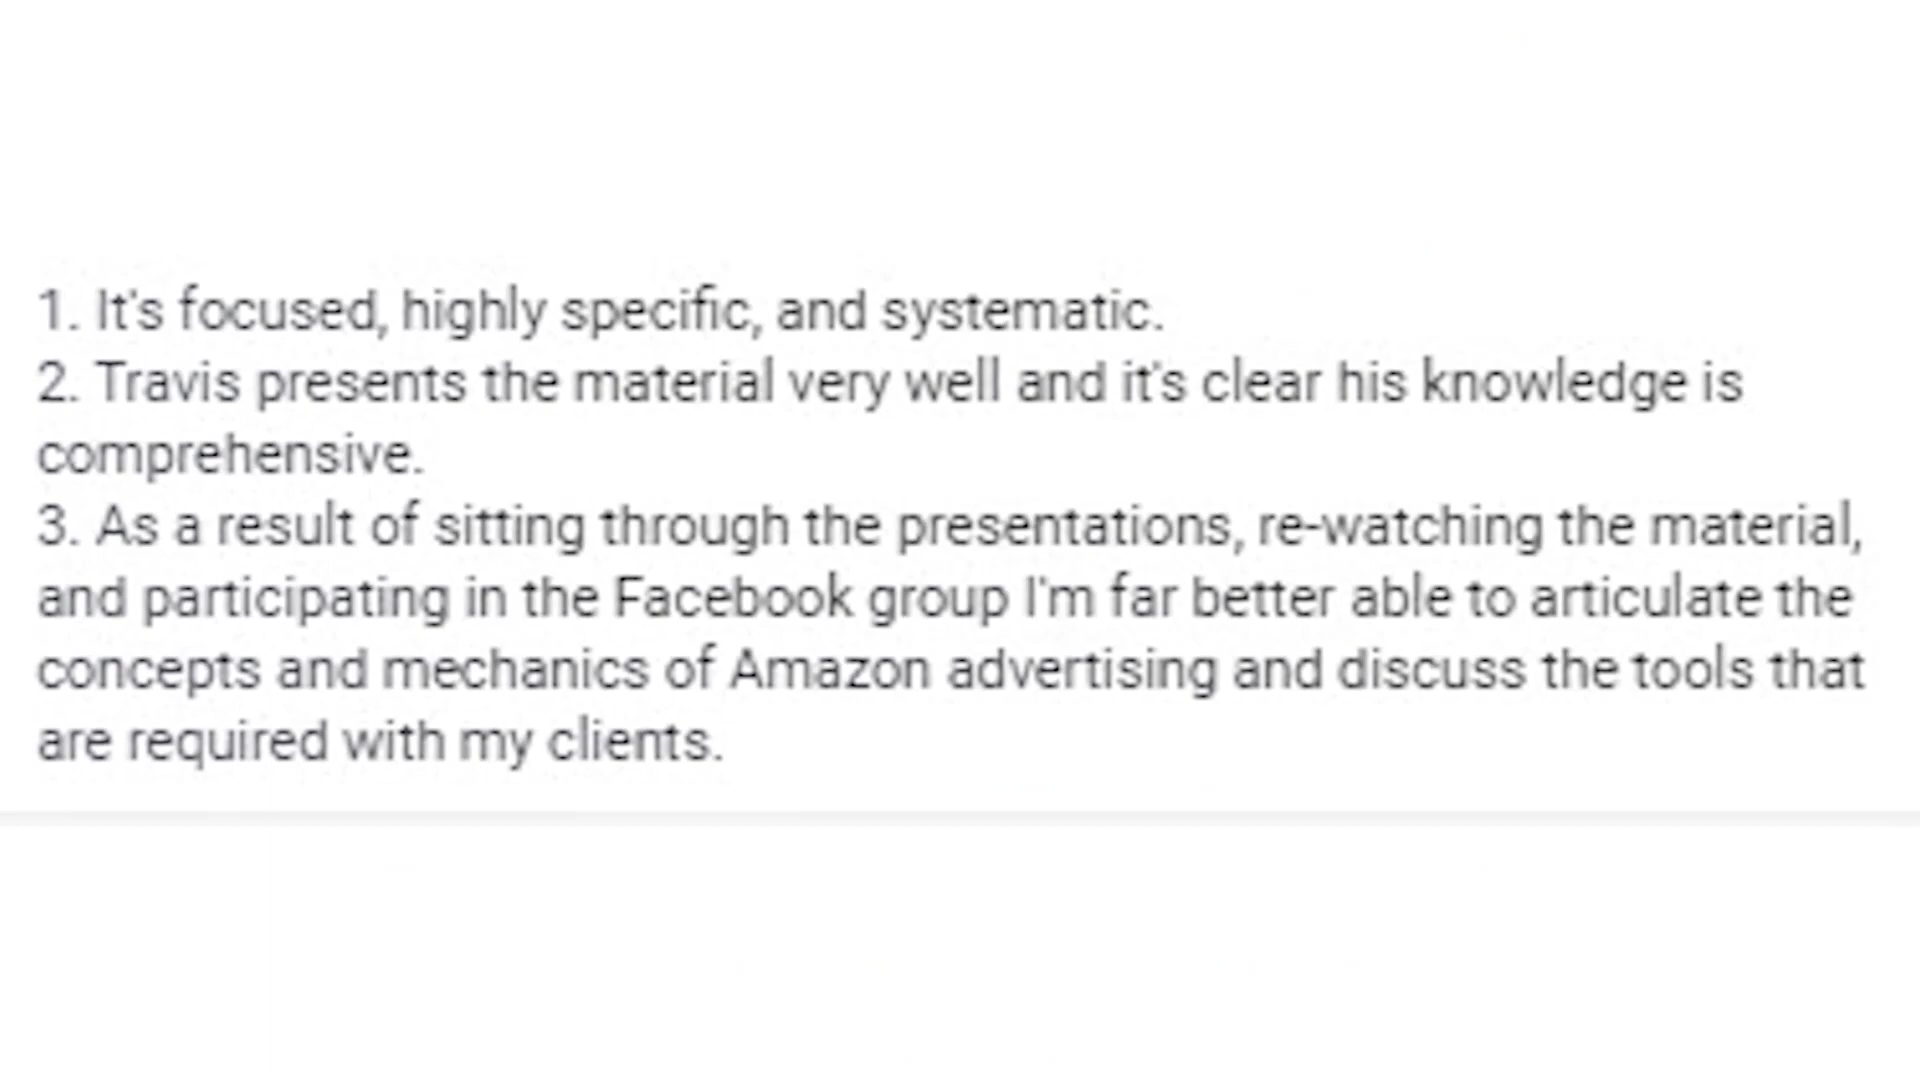 1. It's focused, highly specific, and systematic.
2. Travis presents the material very well and it's clear his knowledge is
comprehensive.
3. As a result of sitting through the presentations, re-watching the material,
and participating in the Facebook group I'm far better able to articulate the
concepts and mechanics of Amazon advertising and discuss the tools that
are required with my clients.